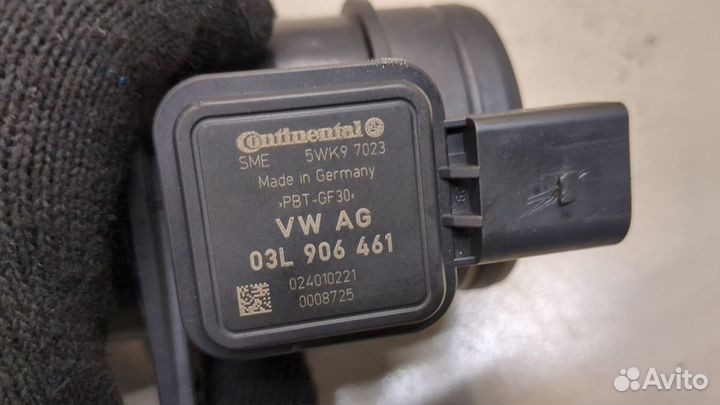 Continental
SME 5WK9 7023
Made in Germany
›PBT-GF30‹
VW AG
03L 906 461
024010221
0008725
Avito